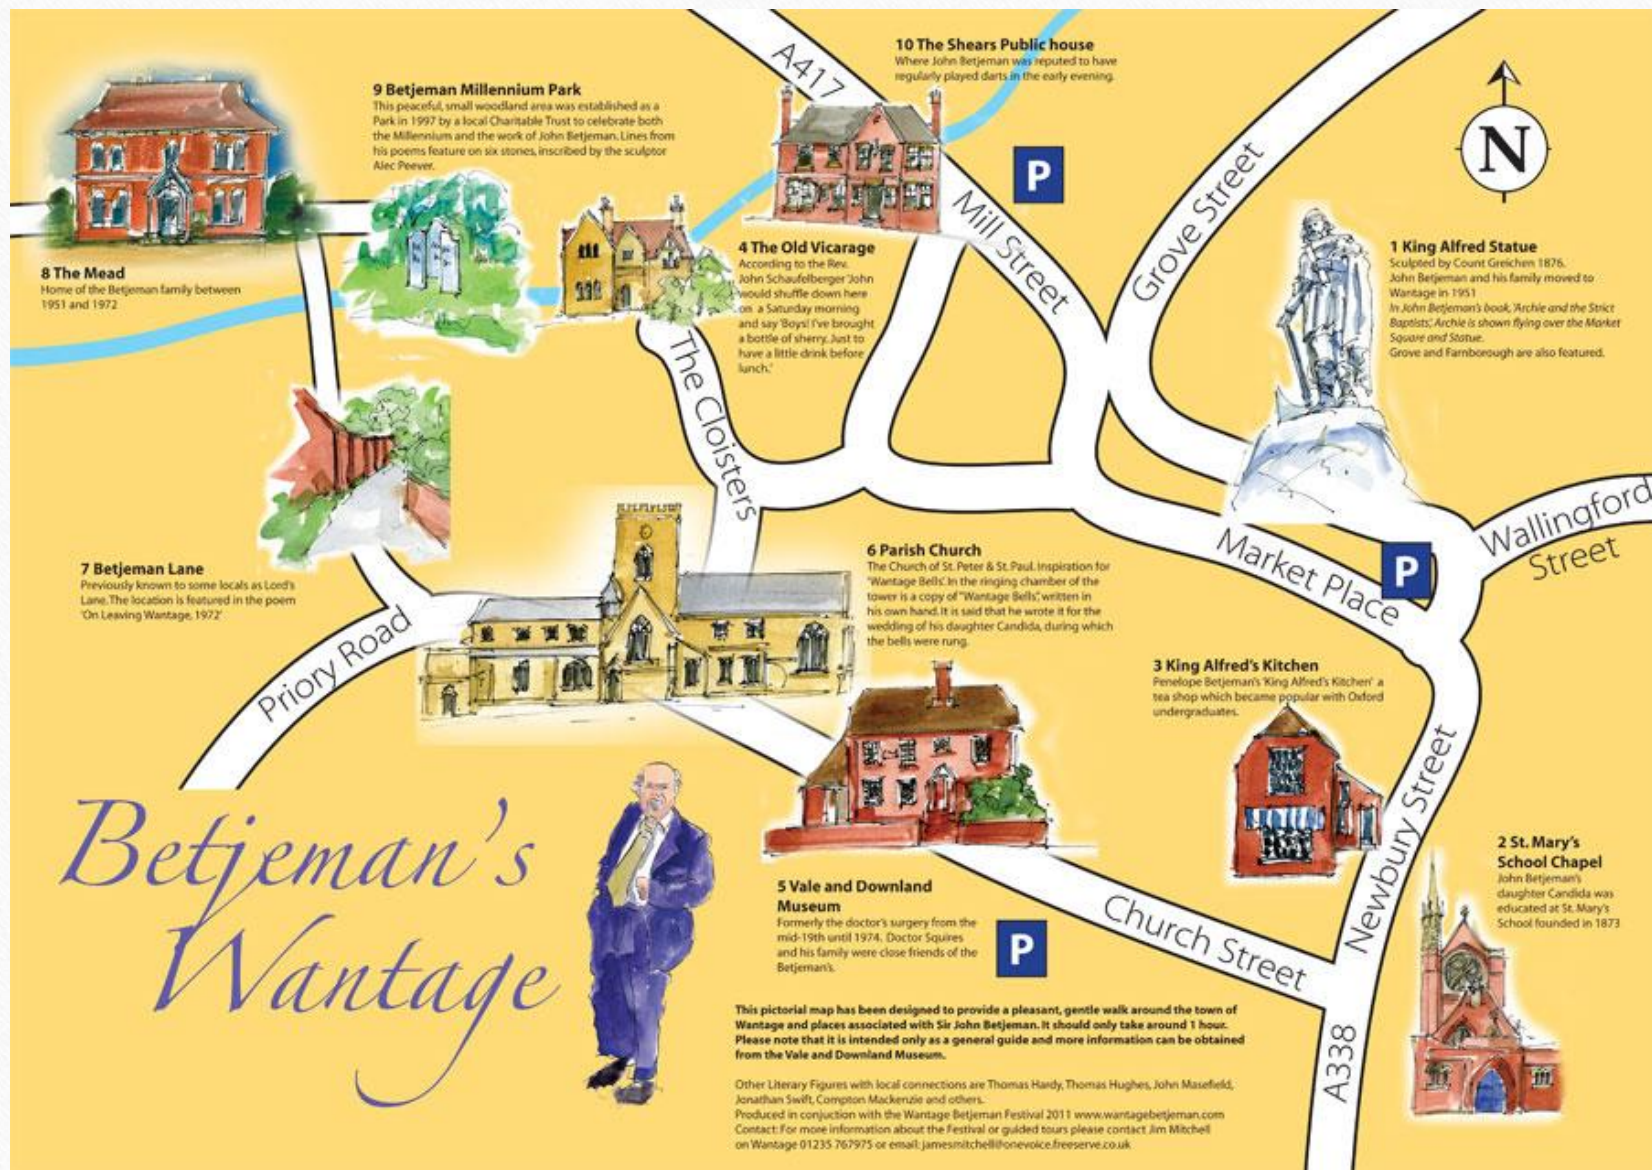 A417
10 The Shears Public house
Where John Betjeman was reputed to have
regularly played darts in the early evening.
9 Betjeman Millennium Park
This peaceful, small woodland area was established as a
Park in 1997 by a local Charitable Trust to celebrate both
the Millennium and the work of John Betjeman. Lines from
his poems feature on six stones, inscribed by the sculptor
Alec Peever.
P
N
Mill Street
Grove Street
8 The Mead
Home of the Betjeman family between
1951 and 1972
4 The Old Vicarage
According to the Rev.
John Schaufelberger 'John
would shuffle down here
on a Saturday morning
and say 'Boys! I've brought
a bottle of sherry. Just to
have a little drink before
lunch.'
1 King Alfred Statue
Sculpted by Count Greichen 1876.
John Betjeman and his family moved to
Wantage in 1951
In John Betjeman's book, 'Archie and the Strict
Baptists', Archie is shown flying over the Market
Square and Statue.
Grove and Farnborough are also featured.
The Cloisters
Wallingford
Street
Market Place
P
7 Betjeman Lane
Previously known to some locals as Lord's
Lane. The location is featured in the poem
'On Leaving Wantage, 1972'
6 Parish Church
The Church of St. Peter & St. Paul. Inspiration for
'Wantage Bells'. In the ringing chamber of the
tower is a copy of "Wantage Bells", written in
his own hand. It is said that he wrote it for the
wedding of his daughter Candida, during which
the bells were rung.
Priory Road
3 King Alfred's Kitchen
Penelope Betjeman's 'King Alfred's Kitchen' a
tea shop which became popular with Oxford
undergraduates.
Newbury Street
Betjeman's
Wantage
2 St. Mary's
School Chapel
John Betjeman's
daughter Candida was
educated at St. Mary's
School founded in 1873
5 Vale and Downland
Museum
Formerly the doctor's surgery from the
mid-19th until 1974. Doctor Squires
and his family were close friends of the
Betjeman's.
P
Church Street
A338
This pictorial map has been designed to provide a pleasant, gentle walk around the town of
Wantage and places associated with Sir John Betjeman. It should only take around 1 hour.
Please note that it is intended only as a general guide and more information can be obtained
from the Vale and Downland Museum.
Other Literary Figures with local connections are Thomas Hardy, Thomas Hughes, John Masefield,
Jonathan Swift, Compton Mackenzie and others.
Produced in conjuction with the Wantage Betjeman Festival 2011 www.wantagebetjeman.com
Contact: For more information about the Festival or guided tours please contact Jim Mitchell
on Wantage 01235 767975 or email: jamesmitchell@onevoice.freeserve.co.uk